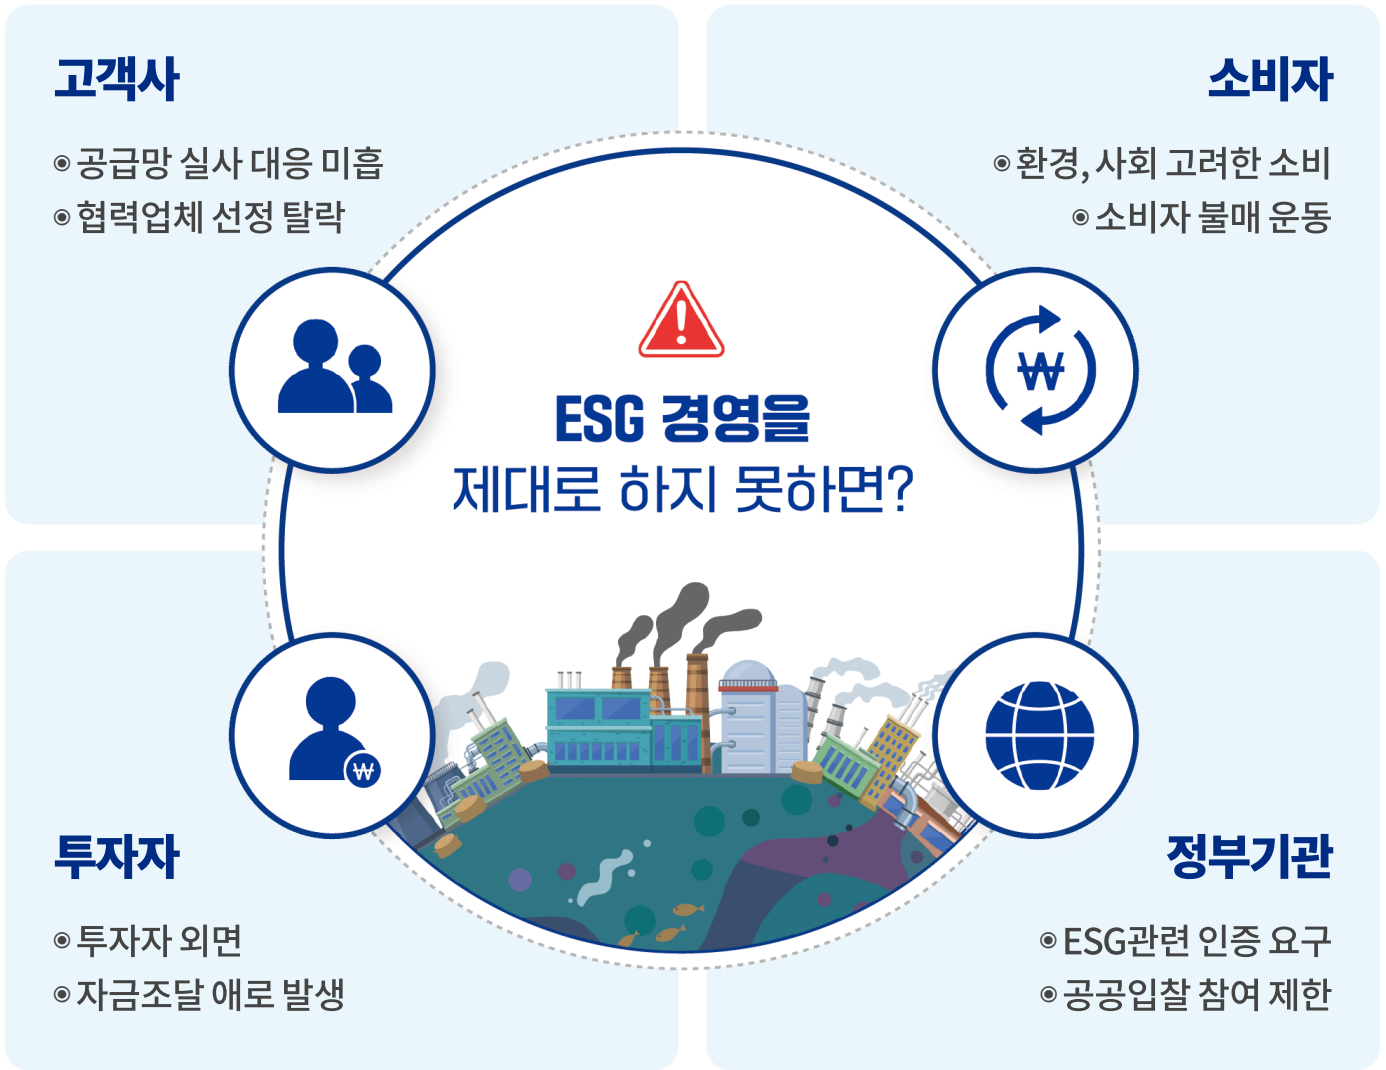 고객사
공급망 실사 대응 미흡
협력업체 선정 탈락
소비자
환경, 사회 고려한 소비
소비자 불매 운동
ESG 경영을
제대로 하지 못하면?
투자자
투자자 외면
자금조달 애로 발생
정부기관
ESG관련 인증 요구
공공입찰 참여 제한